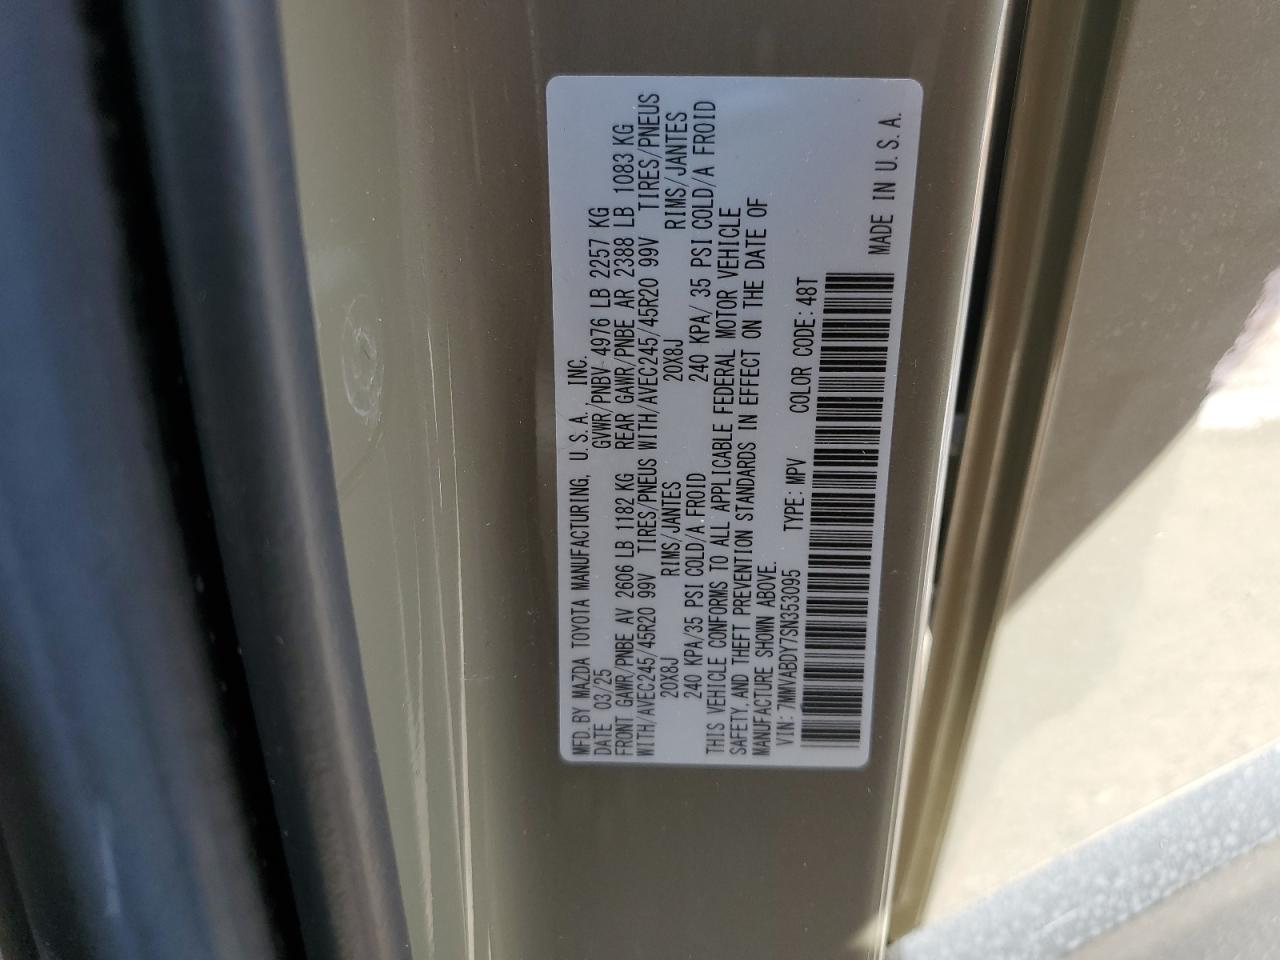 MFD.BY MAZDA TOYOTA MANUFACTURING, U.S.A., INC.
DATE 03/25 GVWR/PNBV 4976 LB 2257 KG
FRONT GAWR/PNBE AV 2606 LB 1182 KG REAR GAWR/PNBE AR 2388 LB 1083 KG
WITH/AVEC245/45R20 99V TIRES/PNEUS WITH/AVEC245/45R20 99V TIRES/PNEUS
20X8J RIMS/JANTES 20X8J RIMS/JANTES
240 KPA/35 PSI COLD/A FROID 240 KPA/ 35 PSI COLD/A FROID
THIS VEHICLE CONFORMS TO ALL APPLICABLE FEDERAL MOTOR VEHICLE
SAFETY, AND THEFT PREVENTION STANDARDS IN EFFECT ON THE DATE OF
MANUFACTURE SHOWN ABOVE.
VIN: 7MMVABDY7SN353095 TYPE: MPV COLOR CODE: 48T
MADE IN U.S.A.